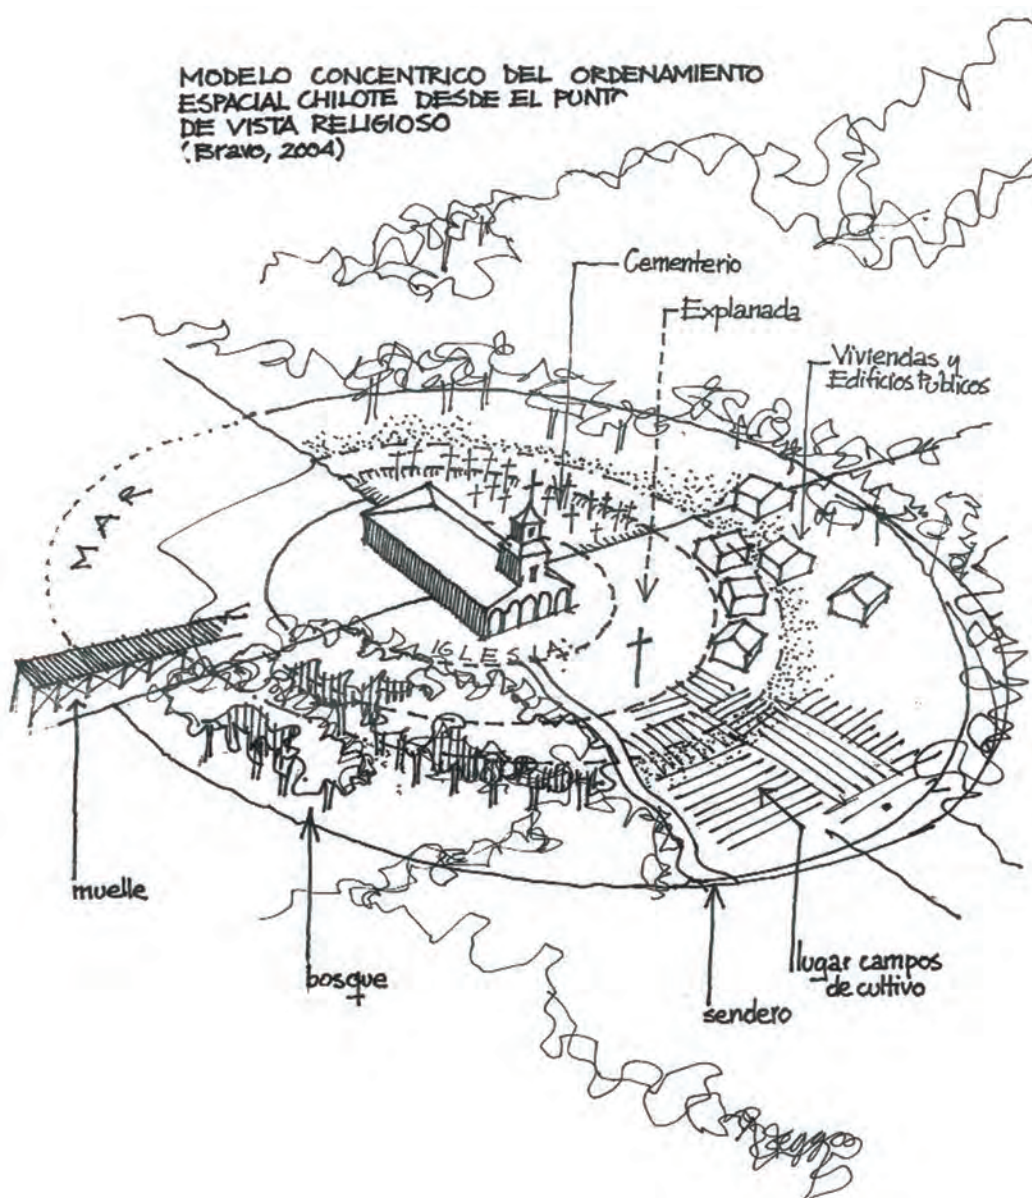 MODELO CONCENTRICO DEL ORDENAMIENTO
ESPACIAL CHILOTE DESDE EL PUNTO
DE VISTA RELIGIOSO
(Bravo, 2004)
Cementerio
Explanada
Viviendas y
Edificios Públicos
MAR
IGLESIA
muelle
bosque
lugar campos
de cultivo
sendero